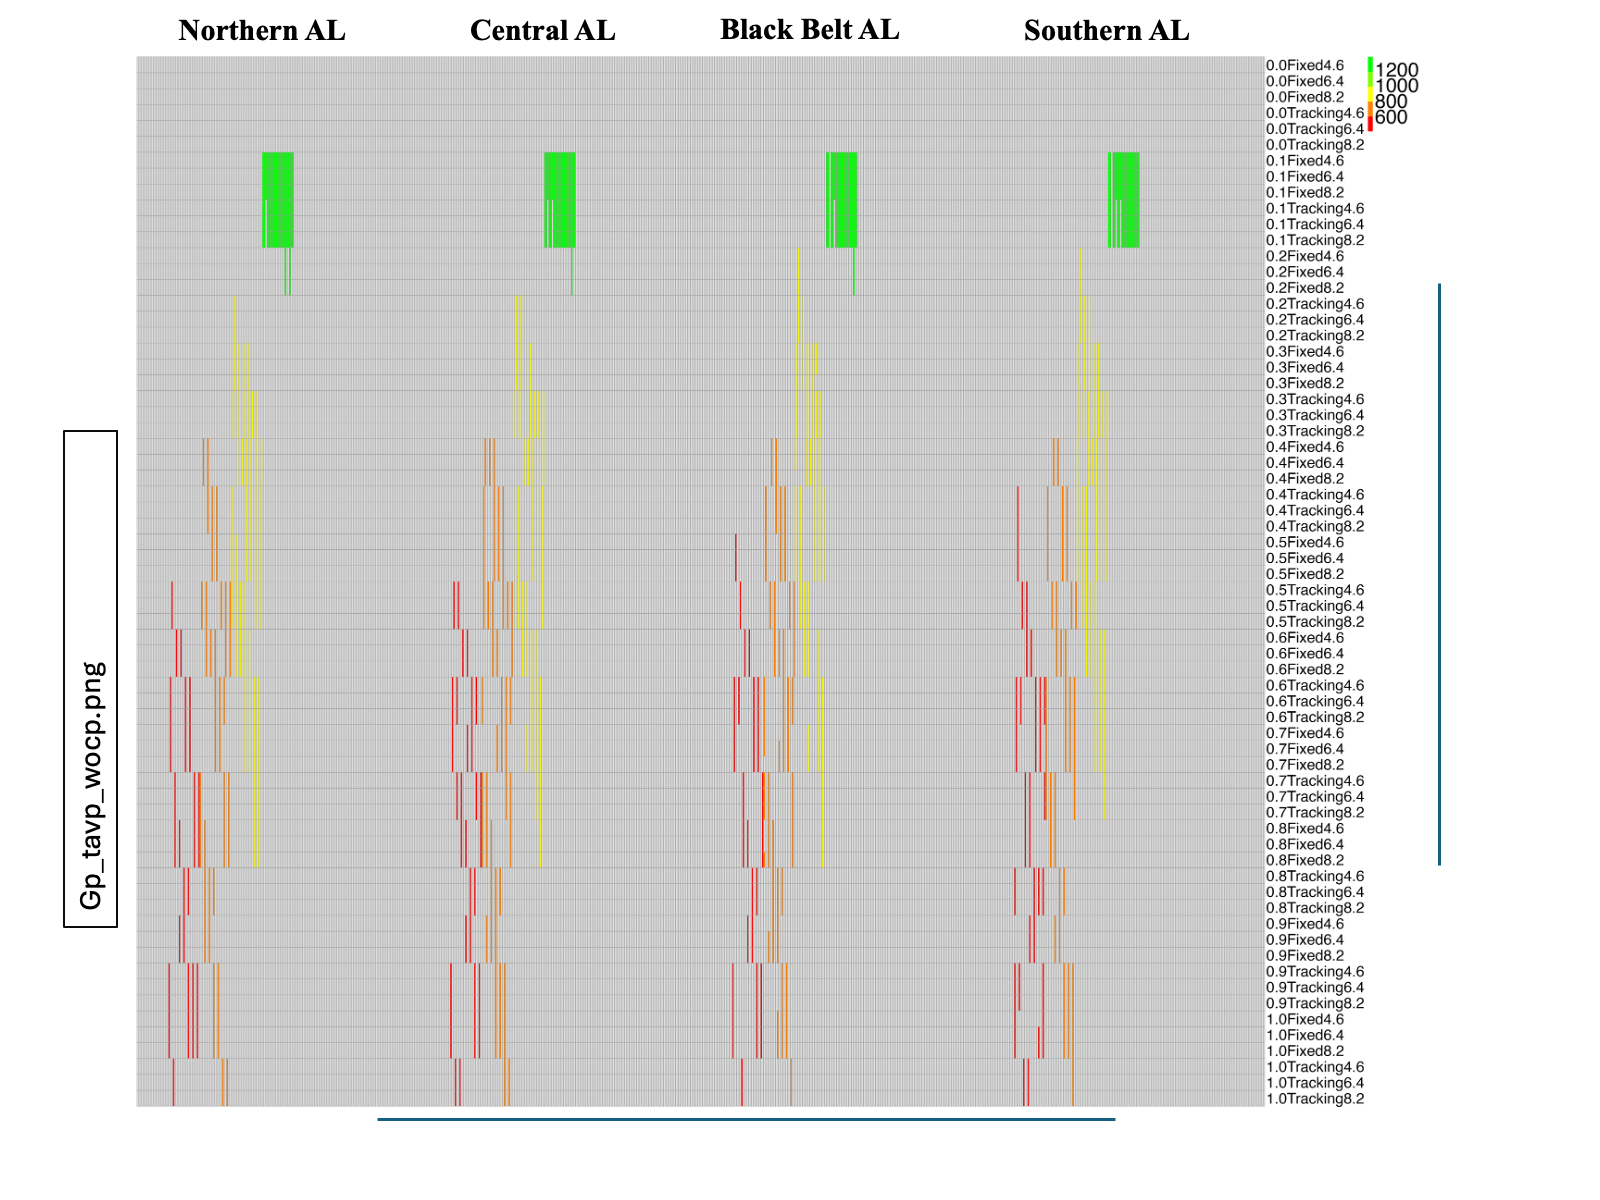 Northern AL
Central AL
Black Belt AL
Southern AL
0.0Fixed4.6
0.0Fixed6.4
0.0Fixed8.2
0.0Tracking4.6
0.0Tracking6.4
0.0Tracking8.2
0.1Fixed4.6
0.1Fixed6.4
0.1Fixed8.2
0.1Tracking4.6
0.1Tracking6.4
0.1Tracking8.2
0.2Fixed4.6
0.2Fixed6.4
0.2Fixed8.2
0.2Tracking4.6
0.2Tracking6.4
0.2Tracking8.2
0.3Fixed4.6
0.3Fixed6.4
0.3Fixed8.2
0.3Tracking4.6
0.3Tracking6.4
0.3Tracking8.2
0.4Fixed4.6
0.4Fixed6.4
0.4Fixed8.2
0.4Tracking4.6
0.4Tracking6.4
0.4Tracking8.2
0.5Fixed4.6
0.5Fixed6.4
0.5Fixed8.2
0.5Tracking4.6
0.5Tracking6.4
0.5Tracking8.2
0.6Fixed4.6
0.6Fixed6.4
0.6Fixed8.2
0.6Tracking4.6
0.6Tracking6.4
0.6Tracking8.2
0.7Fixed4.6
0.7Fixed6.4
0.7Fixed8.2
0.7Tracking4.6
0.7Tracking6.4
0.7Tracking8.2
0.8Fixed4.6
0.8Fixed6.4
0.8Fixed8.2
0.8Tracking4.6
0.8Tracking6.4
0.8Tracking8.2
0.9Fixed4.6
0.9Fixed6.4
0.9Fixed8.2
0.9Tracking4.6
0.9Tracking6.4
0.9Tracking8.2
1.0Fixed4.6
1.0Fixed6.4
1.0Fixed8.2
1.0Tracking4.6
1.0Tracking6.4
1.0Tracking8.2
1200
1000
800
600
Gp_tavp_wocp.png